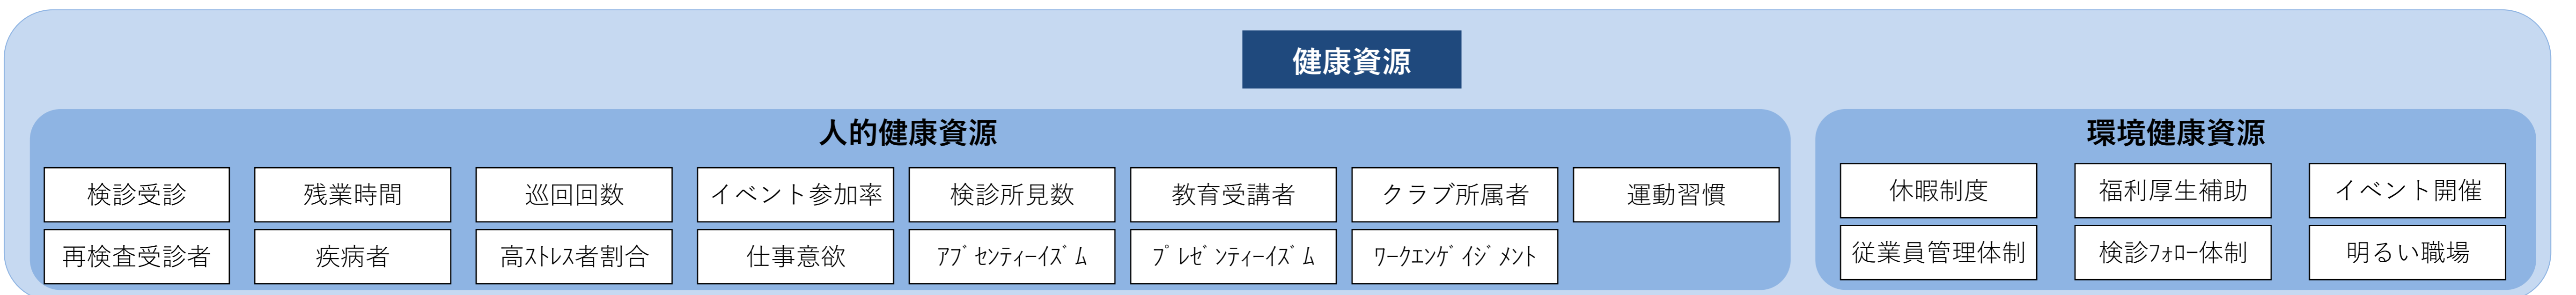 健康資源
人的健康資源
検診受診 残業時間 巡回回数 イベント参加率 検診所見数 教育受講者 クラブ所属者 運動習慣
再検査受診者 疾病者 高ｽﾄﾚｽ者割合 仕事意欲 ｱﾌﾞｾﾝﾃｨｰｲｽﾞﾑ ﾌﾟﾚｾﾞﾝﾃｨｰｲｽﾞﾑ ﾜｰｸｴﾝｹﾞｲｼﾞﾒﾝﾄ
環境健康資源
休暇制度 福利厚生補助 イベント開催
従業員管理体制 検診ﾌｫﾛｰ体制 明るい職場